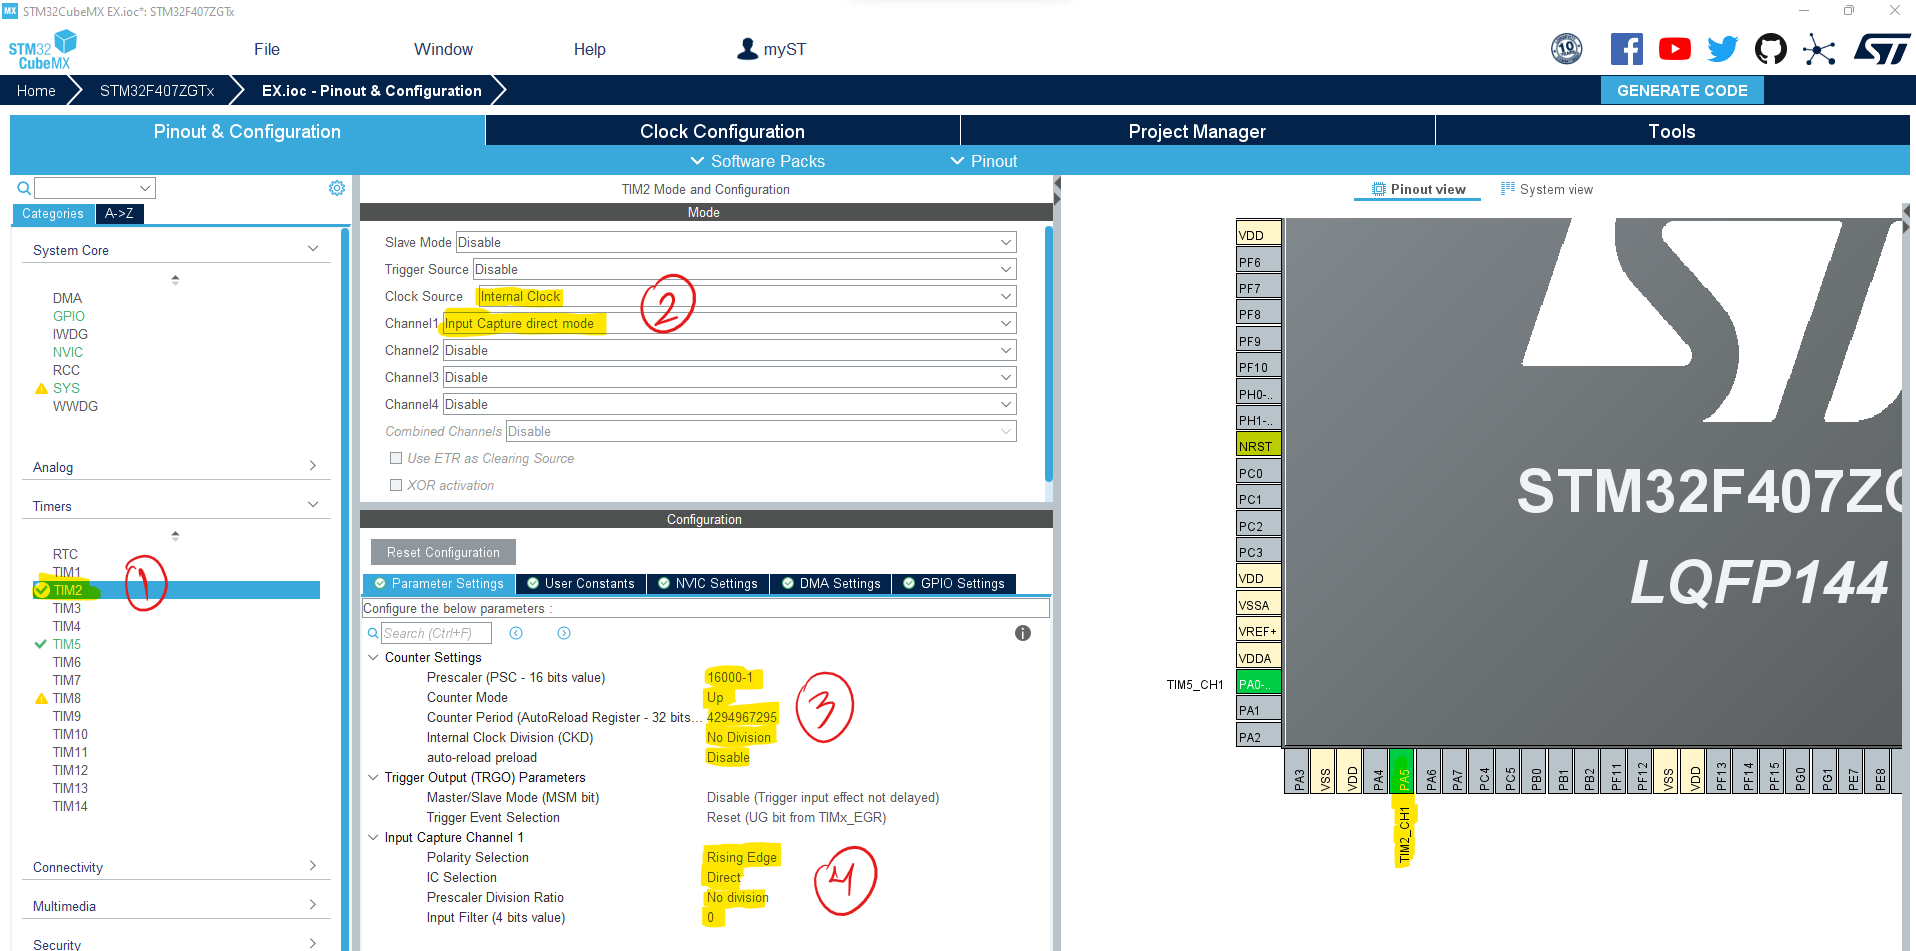 MX STM32CubeMX EX.ioc*: STM32F407ZGTx
STM32
CubeMX
File
Window
Help
myST
10 YEARS
ST
Home
STM32F407ZGTx
EX.ioc - Pinout & Configuration
GENERATE CODE
Pinout & Configuration
Clock Configuration
Project Manager
Tools
Software Packs
Pinout
Categories
A->Z
System Core
DMA
GPIO
IWDG
NVIC
RCC
SYS
WWDG
Analog
Timers
RTC
TIM1
TIM2
TIM3
TIM4
TIM5
TIM6
TIM7
TIM8
TIM9
TIM10
TIM11
TIM12
TIM13
TIM14
Connectivity
Multimedia
Security
1
TIM2 Mode and Configuration
Mode
Slave Mode Disable
Trigger Source Disable
Clock Source Internal Clock
Channel1 Input Capture direct mode
Channel2 Disable
Channel3 Disable
Channel4 Disable
Combined Channels Disable
Use ETR as Clearing Source
XOR activation
2
Configuration
Reset Configuration
Parameter Settings
User Constants
NVIC Settings
DMA Settings
GPIO Settings
Configure the below parameters :
Search (Ctrl+F)
Counter Settings
Prescaler (PSC - 16 bits value) 16000-1
Counter Mode Up
Counter Period (AutoReload Register - 32 bits... 4294967295
Internal Clock Division (CKD) No Division
auto-reload preload Disable
3
Trigger Output (TRGO) Parameters
Master/Slave Mode (MSM bit) Disable (Trigger input effect not delayed)
Trigger Event Selection Reset (UG bit from TIMx_EGR)
Input Capture Channel 1
Polarity Selection Rising Edge
IC Selection Direct
Prescaler Division Ratio No division
Input Filter (4 bits value) 0
4
Pinout view
System view
VDD
PF6
PF7
PF8
PF9
PF10
PH0-..
PH1-..
NRST
PC0
PC1
PC2
PC3
VDD
VSSA
VREF+
VDDA
TIM5_CH1 PA0-..
PA1
PA2
STM32F407ZG
LQFP144
PA3
VSS
VDD
PA4
PA5
PA6
PA7
PC4
PC5
PB0
PB1
PB2
PF11
PF12
VSS
VDD
PF13
PF14
PF15
PG0
PG1
PE7
PE8
TIM2_CH1